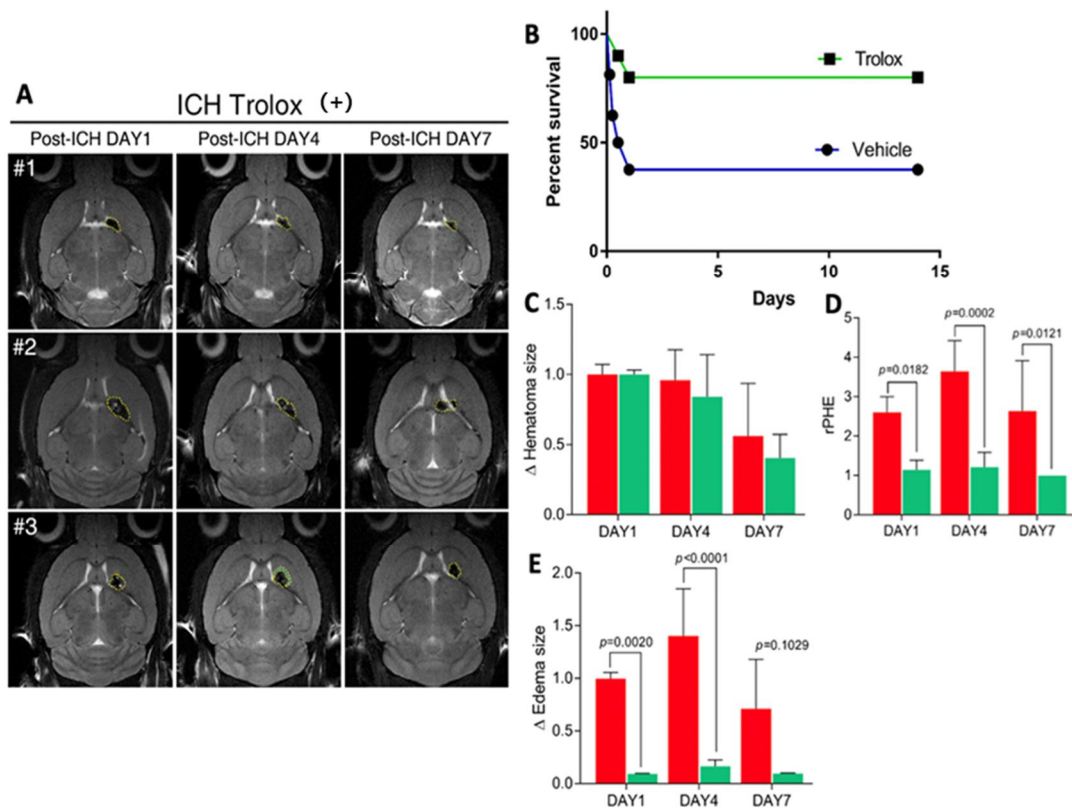 A
ICH Trolox (+)
Post-ICH DAY1 Post-ICH DAY4 Post-ICH DAY7
#1
#2
#3
B
Percent survival
100
50
0
0 5 10 15
Days
Trolox
Vehicle
C
Δ Hematoma size
1.5
1.0
0.5
0.0
DAY1 DAY4 DAY7
D
rPHE
5
4
3
2
1
0
p=0.0182
p=0.0002
p=0.0121
DAY1 DAY4 DAY7
E
Δ Edema size
2.0
1.5
1.0
0.5
0.0
p=0.0020
p<0.0001
p=0.1029
DAY1 DAY4 DAY7